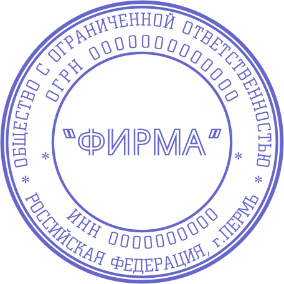 * ОБЩЕСТВО С ОГРАНИЧЕННОЙ ОТВЕТСТВЕННОСТЬЮ *
ОГРН 0000000000000
"ФИРМА"
* ИНН 0000000000 *
РОССИЙСКАЯ ФЕДЕРАЦИЯ, г.ПЕРМЬ